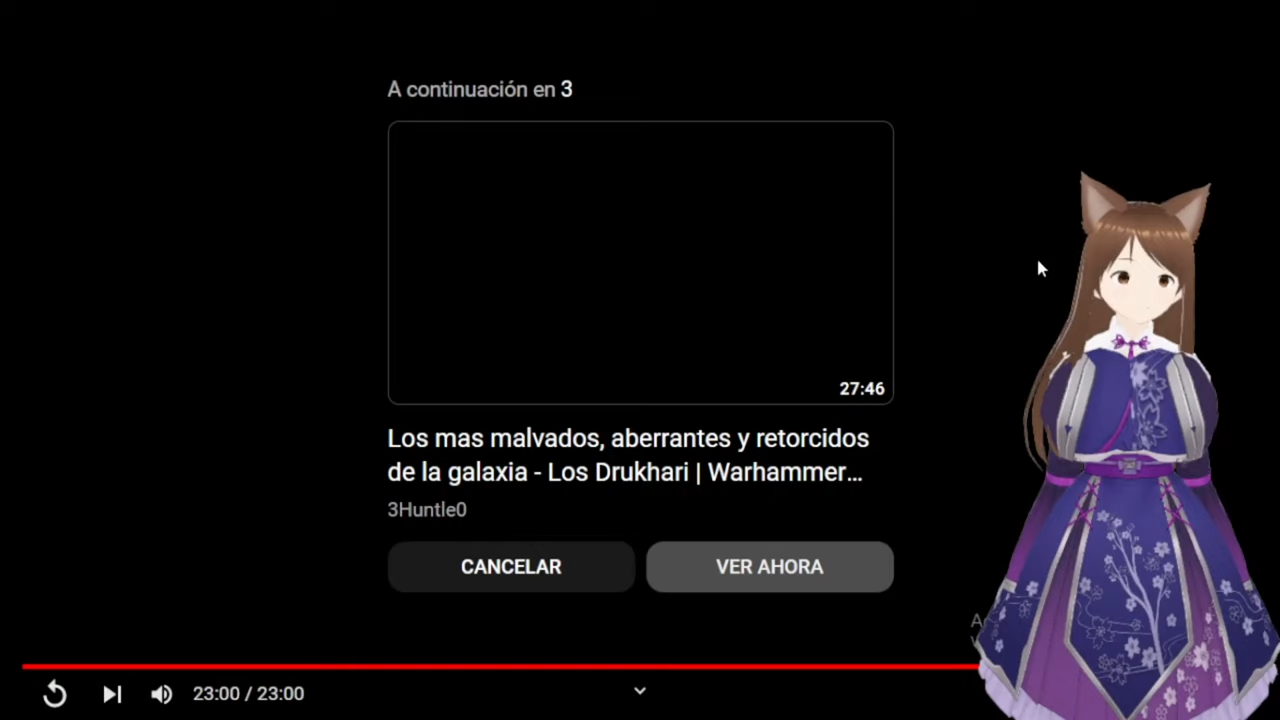 A continuación en 3
27:46
Los mas malvados, aberrantes y retorcidos
de la galaxia - Los Drukhari | Warhammer...
3Huntle0
CANCELAR
VER AHORA
23:00 / 23:00